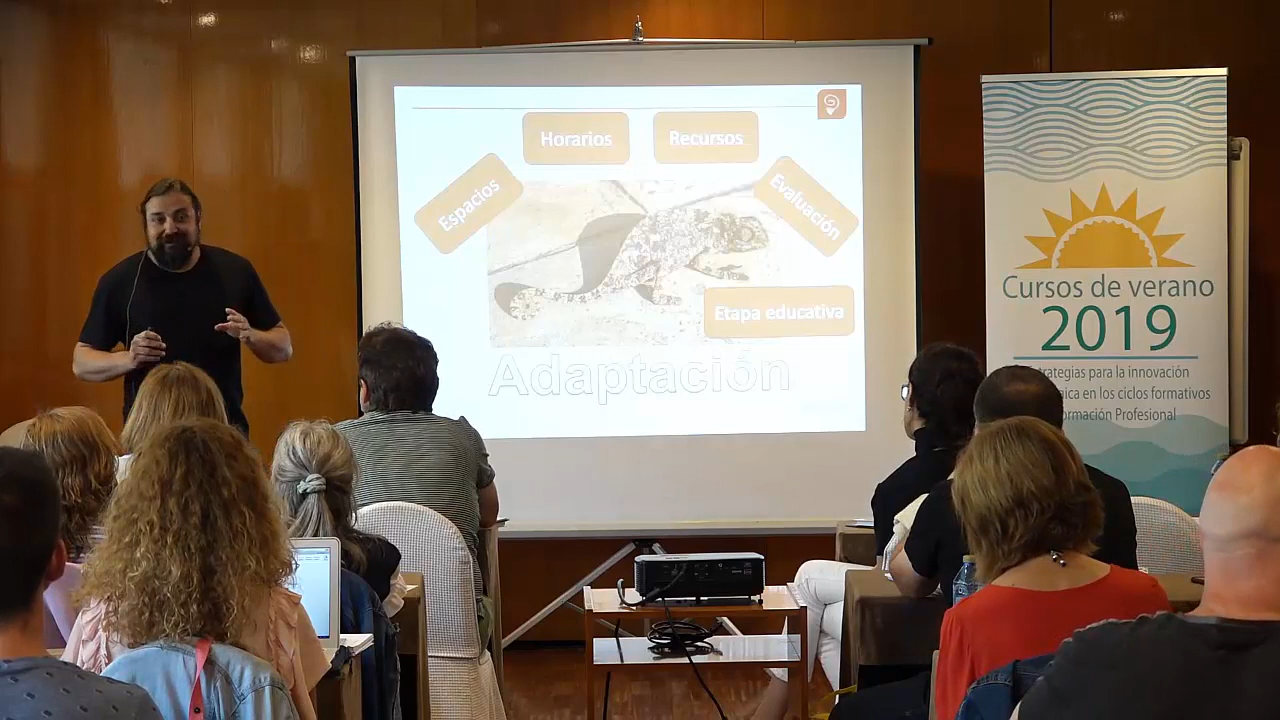 Horarios
Recursos
Espacios
Evaluación
Etapa educativa
Adaptación
Cursos de verano
2019
trategias para la innovación
ica en los ciclos formativos
ormación Profesional